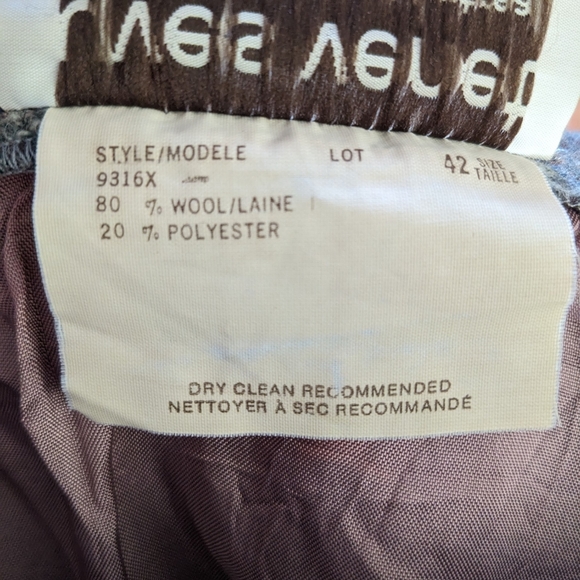 STYLE/MODELE LOT 42 SIZE TAILLE
9316X
80 % WOOL/LAINE
20 % POLYESTER
DRY CLEAN RECOMMENDED
NETTOYER À SEC RECOMMANDÉ